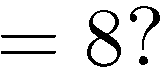 = 8?